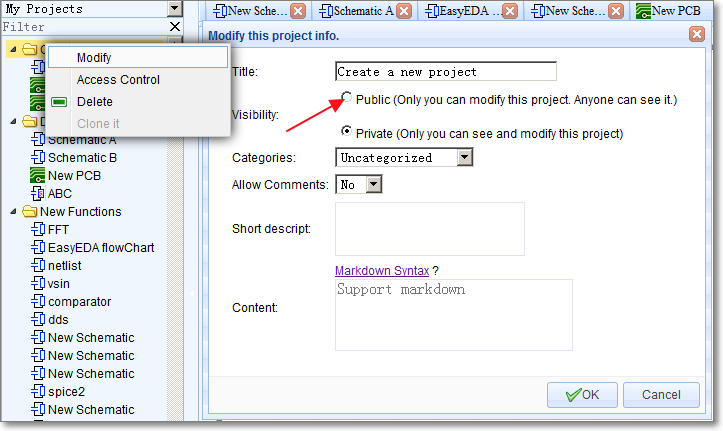 My Projects
New Sche...
Schematic A
EasyEDA
New Sche...
New PCB
Filter
Modify
Access Control
Delete
Clone it
Schematic A
Schematic B
New PCB
ABC
New Functions
FFT
EasyEDA flowChart
netlist
vsin
comparator
dds
New Schematic
New Schematic
New Schematic
spice2
New Schematic
Modify this project info.
Title:
Create a new project
Visibility:
Public (Only you can modify this project. Anyone can see it.)
Private (Only you can see and modify this project)
Categories:
Uncategorized
Allow Comments:
No
Short descript:
Markdown Syntax ?
Content:
Support markdown
OK
Cancel